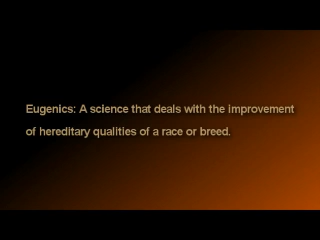 Eugenics: A science that deals with the improvement
of hereditary qualities of a race or breed.